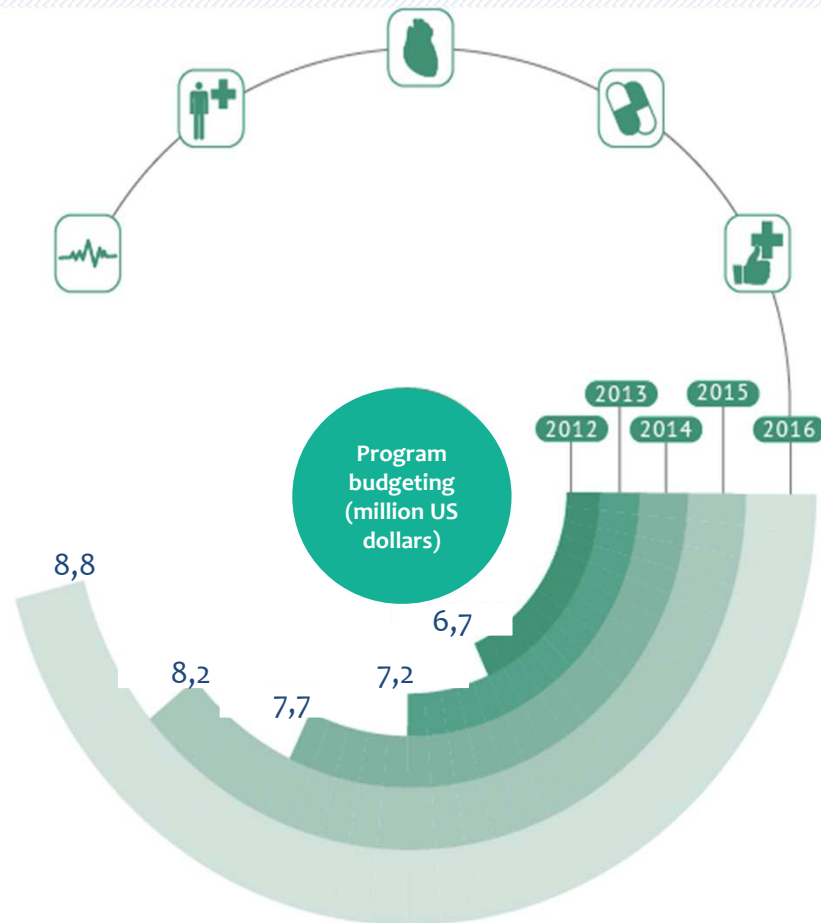 2013
2015
2012
2014
2016
Program
budgeting
(million US
dollars)
8,8
6,7
8,2
7,2
7,7